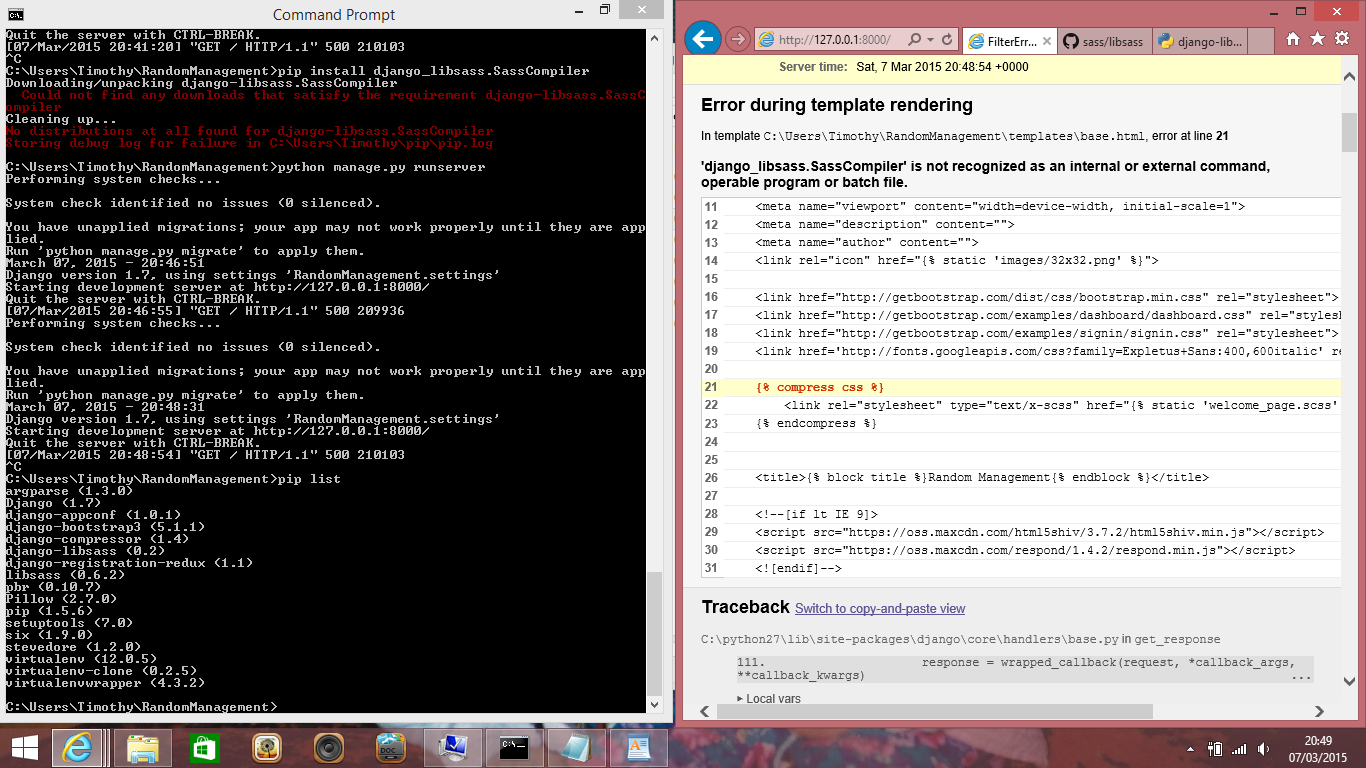 Command Prompt
Quit the server with CTRL-BREAK.
[07/Mar/2015 20:41:20] "GET / HTTP/1.1" 500 210103
^C
C:\Users\Timothy\RandomManagement>pip install django_libsass.SassCompiler
Downloading/unpacking django-libsass.SassCompiler
Could not find any downloads that satisfy the requirement django-libsass.SassC
ompiler
Cleaning up...
No distributions at all found for django-libsass.SassCompiler
Storing debug log for failure in C:\Users\Timothy\pip\pip.log
C:\Users\Timothy\RandomManagement>python manage.py runserver
Performing system checks...
System check identified no issues (0 silenced).
You have unapplied migrations; your app may not work properly until they are app
lied.
Run 'python manage.py migrate' to apply them.
March 07, 2015 - 20:46:51
Django version 1.7, using settings 'RandomManagement.settings'
Starting development server at http://127.0.0.1:8000/
Quit the server with CTRL-BREAK.
[07/Mar/2015 20:46:55] "GET / HTTP/1.1" 500 209936
Performing system checks...
System check identified no issues (0 silenced).
You have unapplied migrations; your app may not work properly until they are app
lied.
Run 'python manage.py migrate' to apply them.
March 07, 2015 - 20:48:31
Django version 1.7, using settings 'RandomManagement.settings'
Starting development server at http://127.0.0.1:8000/
Quit the server with CTRL-BREAK.
[07/Mar/2015 20:48:54] "GET / HTTP/1.1" 500 210103
^C
C:\Users\Timothy\RandomManagement>pip list
argparse (1.3.0)
Django (1.7)
django-appconf (1.0.1)
django-bootstrap3 (5.1.1)
django-compressor (1.4)
django-libsass (0.2)
django-registration-redux (1.1)
libsass (0.6.2)
pbr (0.10.7)
Pillow (2.7.0)
pip (1.5.6)
setuptools (7.0)
six (1.9.0)
stevedore (1.2.0)
virtualenv (12.0.5)
virtualenv-clone (0.2.5)
virtualenvwrapper (4.3.2)
C:\Users\Timothy\RandomManagement>
http://127.0.0.1:8000/
FilterErr...
sass/libsass
django-lib...
Server time: Sat, 7 Mar 2015 20:48:54 +0000
Error during template rendering
In template C:\Users\Timothy\RandomManagement\templates\base.html, error at line 21
'django_libsass.SassCompiler' is not recognized as an internal or external command,
operable program or batch file.
11 <meta name="viewport" content="width=device-width, initial-scale=1">
12 <meta name="description" content="">
13 <meta name="author" content="">
14 <link rel="icon" href="{% static 'images/32x32.png' %}">
15
16 <link href="http://getbootstrap.com/dist/css/bootstrap.min.css" rel="stylesheet">
17 <link href="http://getbootstrap.com/examples/dashboard/dashboard.css" rel="stylesh
18 <link href="http://getbootstrap.com/examples/signin/signin.css" rel="stylesheet">
19 <link href='http://fonts.googleapis.com/css?family=Expletus+Sans:400,600italic' re
20
21 {% compress css %}
22 <link rel="stylesheet" type="text/x-scss" href="{% static 'welcome_page.scss'
23 {% endcompress %}
24
25
26 <title>{% block title %}Random Management{% endblock %}</title>
27
28 <!--[if lt IE 9]>
29 <script src="https://oss.maxcdn.com/html5shiv/3.7.2/html5shiv.min.js"></script>
30 <script src="https://oss.maxcdn.com/respond/1.4.2/respond.min.js"></script>
31 <![endif]-->
Traceback Switch to copy-and-paste view
C:\python27\lib\site-packages\django\core\handlers\base.py in get_response
111. response = wrapped_callback(request, *callback_args,
**callback_kwargs) ...
▸ Local vars
DOC
20:49
07/03/2015